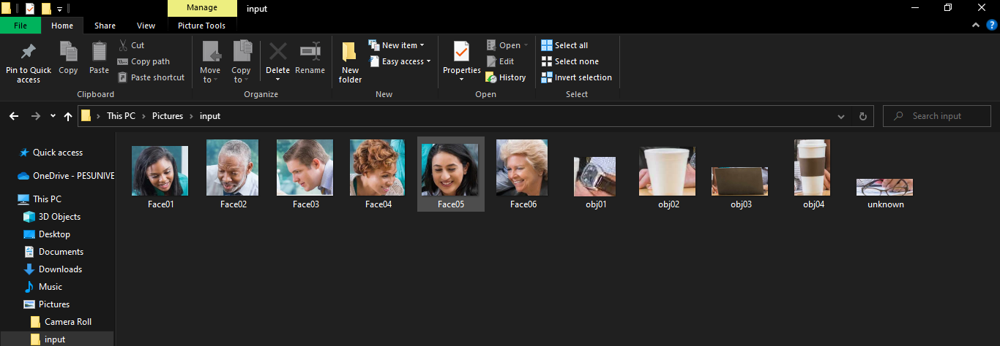 Manage
input
File
Home
Share
View
Picture Tools
Pin to Quick
access
Copy
Paste
Cut
Copy path
Paste shortcut
Clipboard
Move
to
Copy
to
Delete
Rename
Organize
New
folder
New item
Easy access
New
Properties
Open
Edit
History
Open
Select all
Select none
Invert selection
Select
This PC > Pictures > input
Search input
Quick access
OneDrive - PESUNIVE
This PC
3D Objects
Desktop
Documents
Downloads
Music
Pictures
Camera Roll
input
Face01
Face02
Face03
Face04
Face05
Face06
obj01
obj02
obj03
obj04
unknown